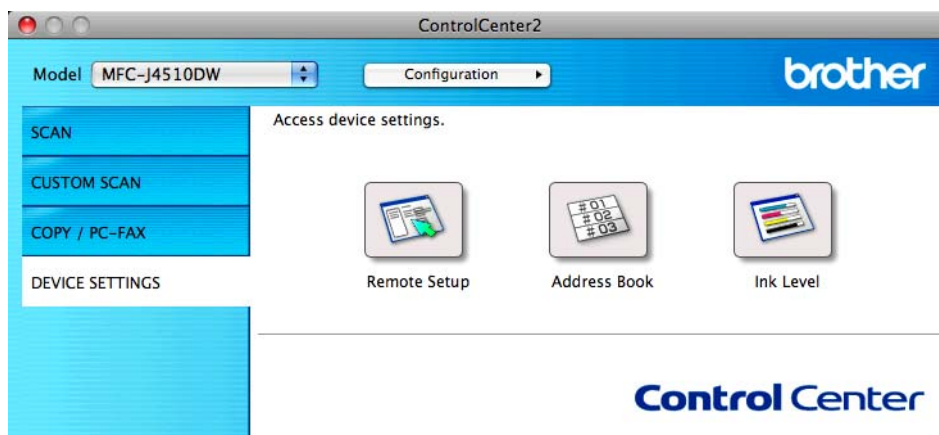 ControlCenter2
Model MFC-J4510DW Configuration
brother
SCAN
CUSTOM SCAN
COPY / PC-FAX
DEVICE SETTINGS
Access device settings.
# 01
# 02
# 03
Remote Setup Address Book Ink Level
Control Center